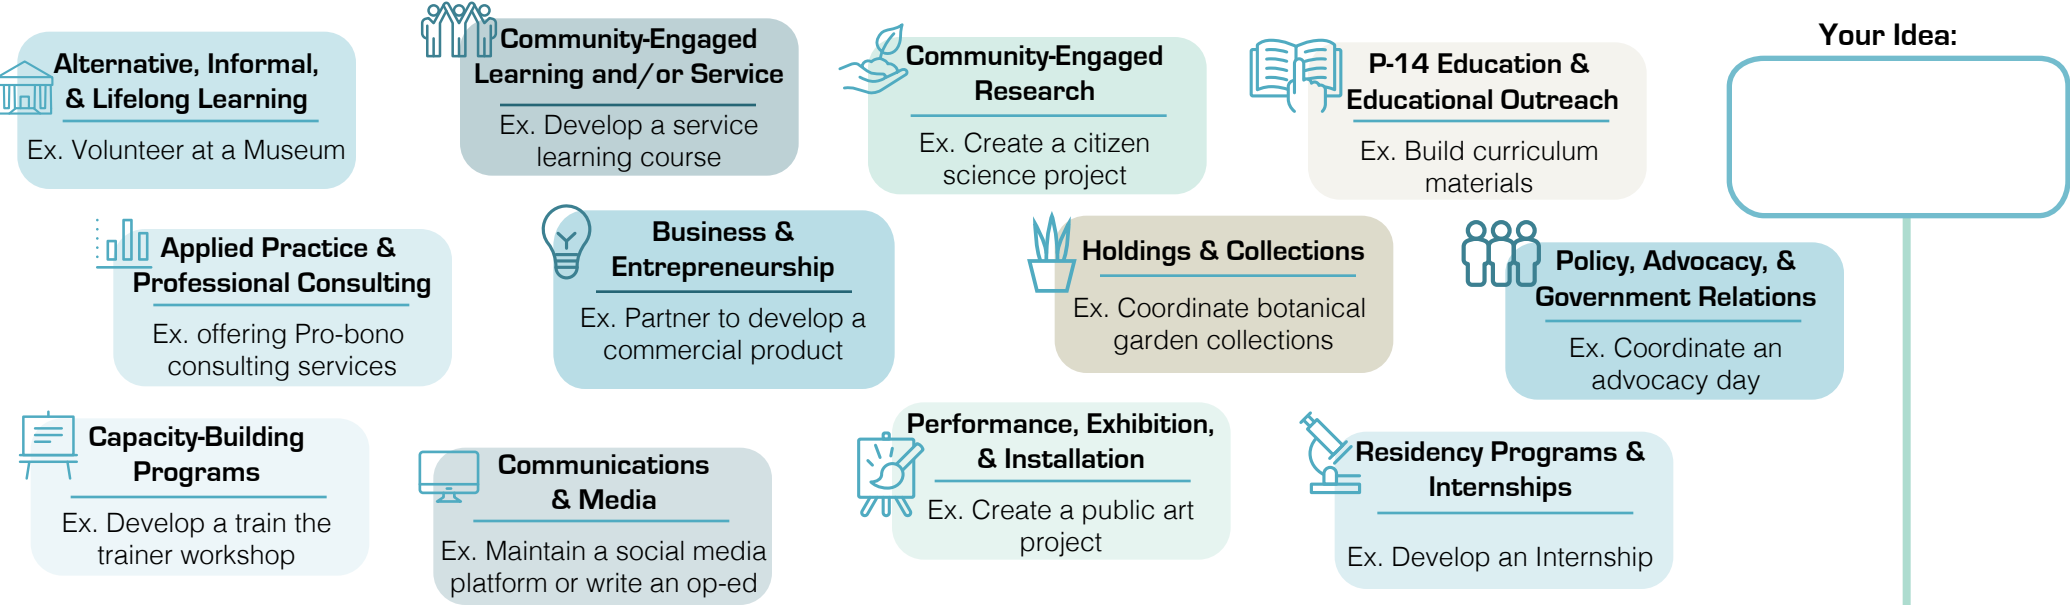 Alternative, Informal,
& Lifelong Learning
Ex. Volunteer at a Museum
Community-Engaged
Learning and/or Service
Ex. Develop a service
learning course
Community-Engaged
Research
Ex. Create a citizen
science project
P-14 Education &
Educational Outreach
Ex. Build curriculum
materials
Your Idea:
Applied Practice &
Professional Consulting
Ex. offering Pro-bono
consulting services
Business &
Entrepreneurship
Ex. Partner to develop a
commercial product
Holdings & Collections
Ex. Coordinate botanical
garden collections
Policy, Advocacy, &
Government Relations
Ex. Coordinate an
advocacy day
Capacity-Building
Programs
Ex. Develop a train the
trainer workshop
Communications
& Media
Ex. Maintain a social media
platform or write an op-ed
Performance, Exhibition,
& Installation
Ex. Create a public art
project
Residency Programs &
Internships
Ex. Develop an Internship